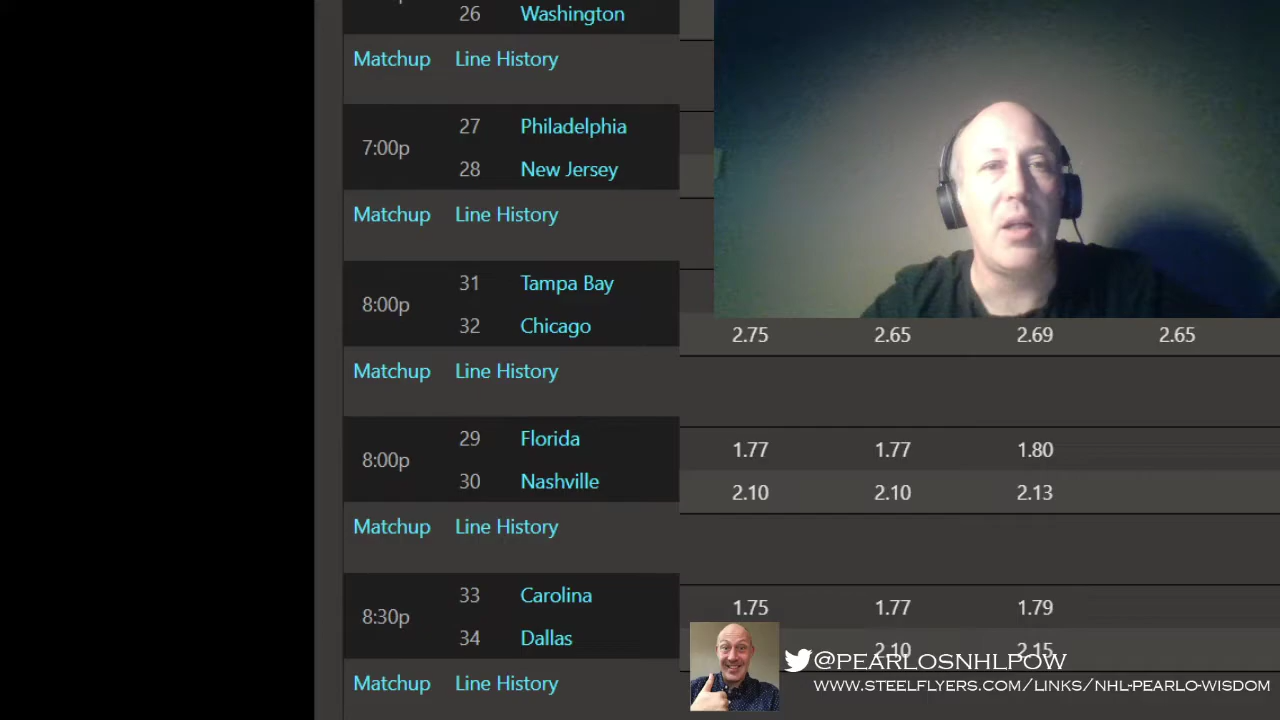 26 Washington
Matchup Line History
7:00p
27 Philadelphia
28 New Jersey
Matchup Line History
8:00p
31 Tampa Bay
32 Chicago 2.75 2.65 2.69 2.65
Matchup Line History
8:00p
29 Florida 1.77 1.77 1.80
30 Nashville 2.10 2.10 2.13
Matchup Line History
8:30p
33 Carolina 1.75 1.77 1.79
34 Dallas 2.10 2.15
Matchup Line History
@PEARLOSNHLPOW
WWW.STEELFLYERS.COM/LINKS/NHL-PEARLO-WISDOM